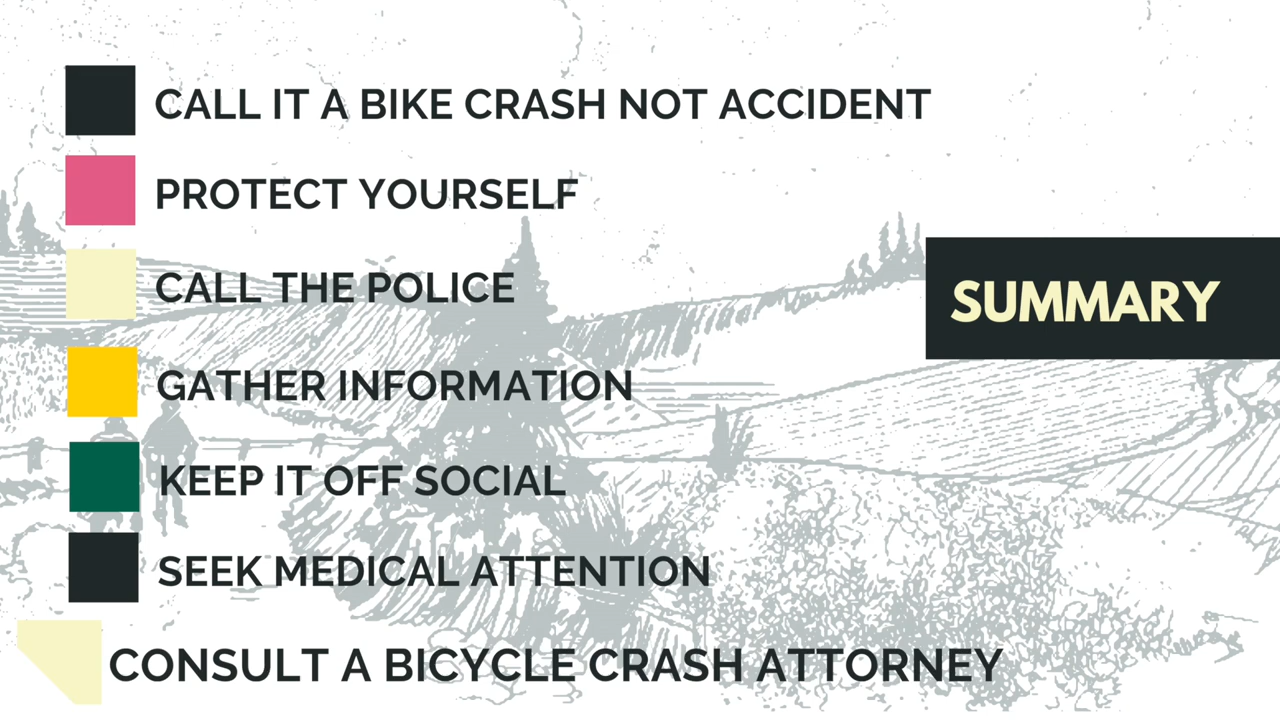 CALL IT A BIKE CRASH NOT ACCIDENT
PROTECT YOURSELF
CALL THE POLICE
SUMMARY
GATHER INFORMATION
KEEP IT OFF SOCIAL
SEEK MEDICAL ATTENTION
CONSULT A BICYCLE CRASH ATTORNEY